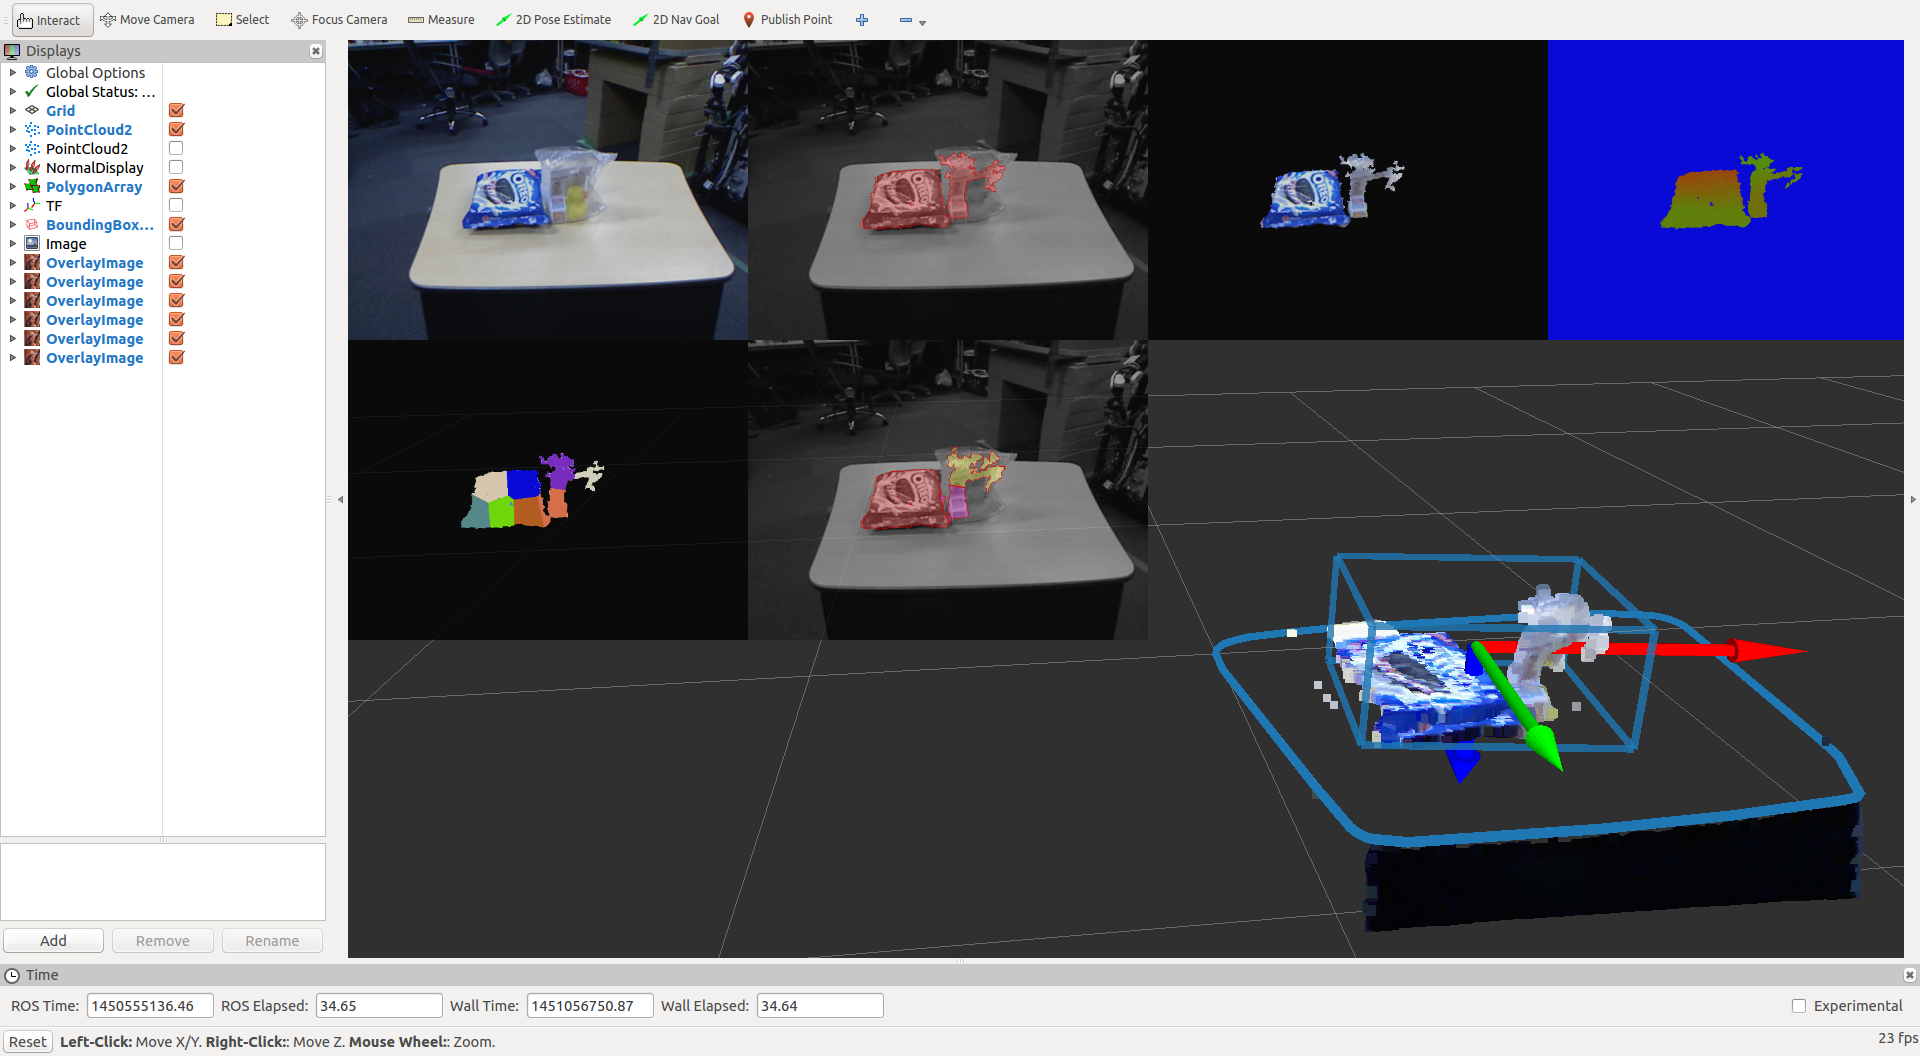 Interact Move Camera Select Focus Camera Measure 2D Pose Estimate 2D Nav Goal Publish Point
Displays
Global Options
Global Status: ...
Grid
PointCloud2
PointCloud2
NormalDisplay
PolygonArray
TF
BoundingBox...
Image
OverlayImage
OverlayImage
OverlayImage
OverlayImage
OverlayImage
OverlayImage
Add Remove Rename
Time
ROS Time: 1450555136.46 ROS Elapsed: 34.65 Wall Time: 1451056750.87 Wall Elapsed: 34.64 Experimental
Reset Left-Click: Move X/Y. Right-Click:: Move Z. Mouse Wheel:: Zoom. 23 fps